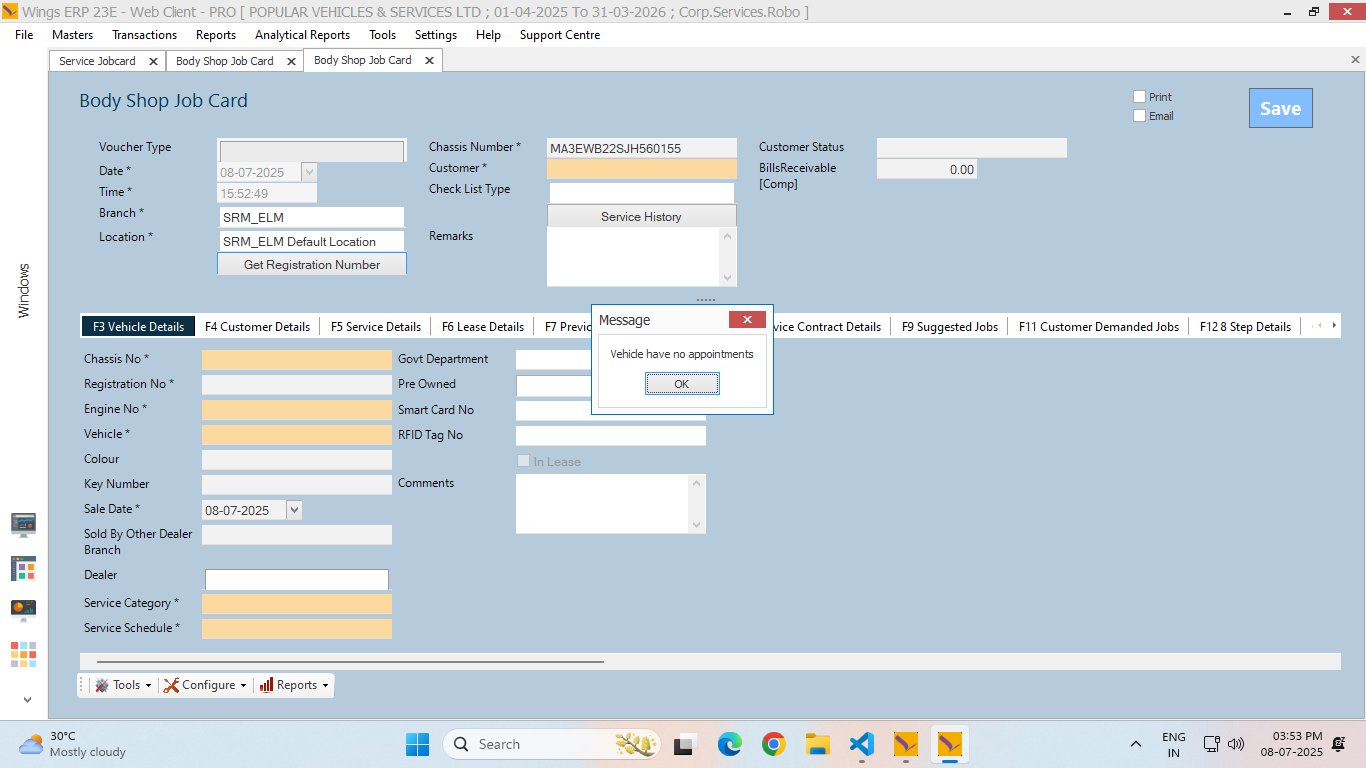 Wings ERP 23E - Web Client - PRO [ POPULAR VEHICLES & SERVICES LTD ; 01-04-2025 To 31-03-2026 ; Corp.Services.Robo ]
File Masters Transactions Reports Analytical Reports Tools Settings Help Support Centre
Service Jobcard Body Shop Job Card Body Shop Job Card
Body Shop Job Card
Print
Email
Save
Voucher Type
Date * 08-07-2025
Time * 15:52:49
Branch * SRM_ELM
Location * SRM_ELM Default Location
Get Registration Number
Chassis Number * MA3EWB22SJH560155
Customer *
Check List Type
Service History
Remarks
Customer Status
BillsReceivable 0.00
[Comp]
Windows
F3 Vehicle Details F4 Customer Details F5 Service Details F6 Lease Details F7 Previo vice Contract Details F9 Suggested Jobs F11 Customer Demanded Jobs F12 8 Step Details
Message
Vehicle have no appointments
OK
Chassis No *
Registration No *
Engine No *
Vehicle *
Colour
Key Number
Sale Date * 08-07-2025
Sold By Other Dealer
Branch
Dealer
Service Category *
Service Schedule *
Govt Department
Pre Owned
Smart Card No
RFID Tag No
In Lease
Comments
Tools Configure Reports
30°C
Mostly cloudy
Search
ENG
IN
03:53 PM
08-07-2025